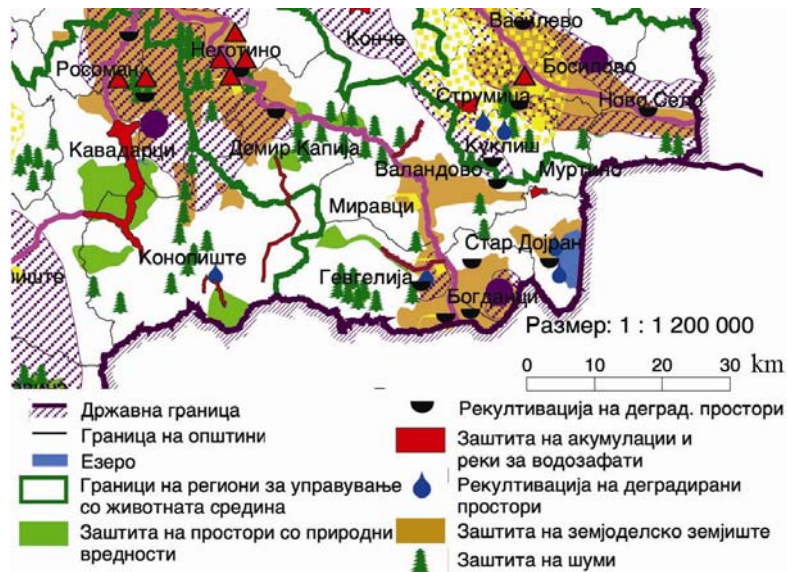 Василево
Конче
Неготино
Босилово
Росоман
Струмица
Ново Село
Куклиш
Кавадарци
Демир Капија
Валандово
Муртино
Миравци
Стар Дојран
Конопиште
Гевгелија
Богданци
Размер: 1 : 1 200 000
0 10 20 30 km
Државна граница
Граница на општини
Езеро
Граници на региони за управување
со животната средина
Заштита на простори со природни
вредности
Рекултивација на деград. простори
Заштита на акумулации и
реки за водозафати
Рекултивација на деградирани
простори
Заштита на земјоделско земјиште
Заштита на шуми